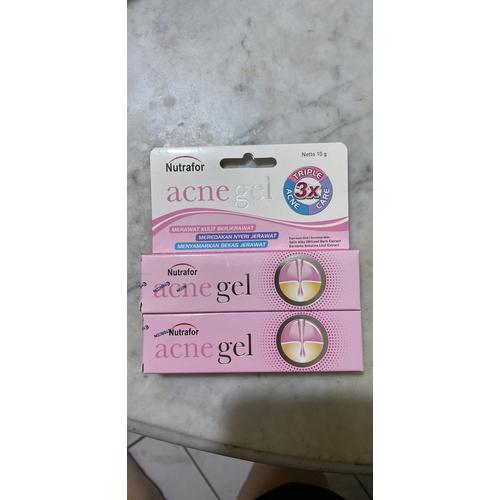 Nutrafor
Netto 10 g
acne gel
TRIPLE
3x
ACNE CARE
MERAWAT KULIT BERJERAWAT
MEREDAKAN NYERI JERAWAT
MENYAMARKAN BEKAS JERAWAT
Salix Alba (Willow) Bark Extract
Nutrafor
acne gel
Nutrafor
acne gel